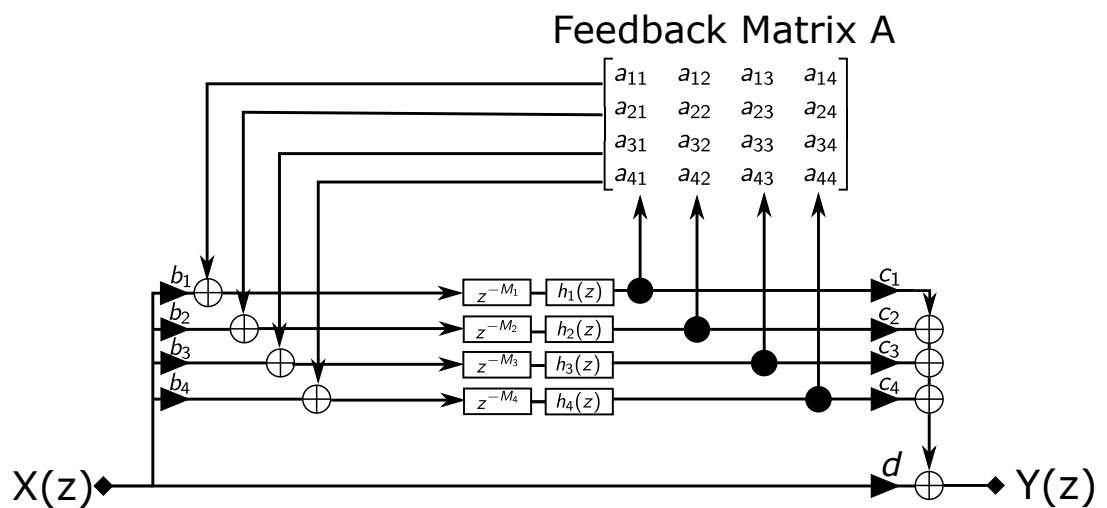 Feedback Matrix A
a₁₁ a₁₂ a₁₃ a₁₄
a₂₁ a₂₂ a₂₃ a₂₄
a₃₁ a₃₂ a₃₃ a₃₄
a₄₁ a₄₂ a₄₃ a₄₄
b₁ z⁻ᴹ₁ h₁(z) c₁
b₂ z⁻ᴹ₂ h₂(z) c₂
b₃ z⁻ᴹ₃ h₃(z) c₃
b₄ z⁻ᴹ₄ h₄(z) c₄
X(z) d Y(z)